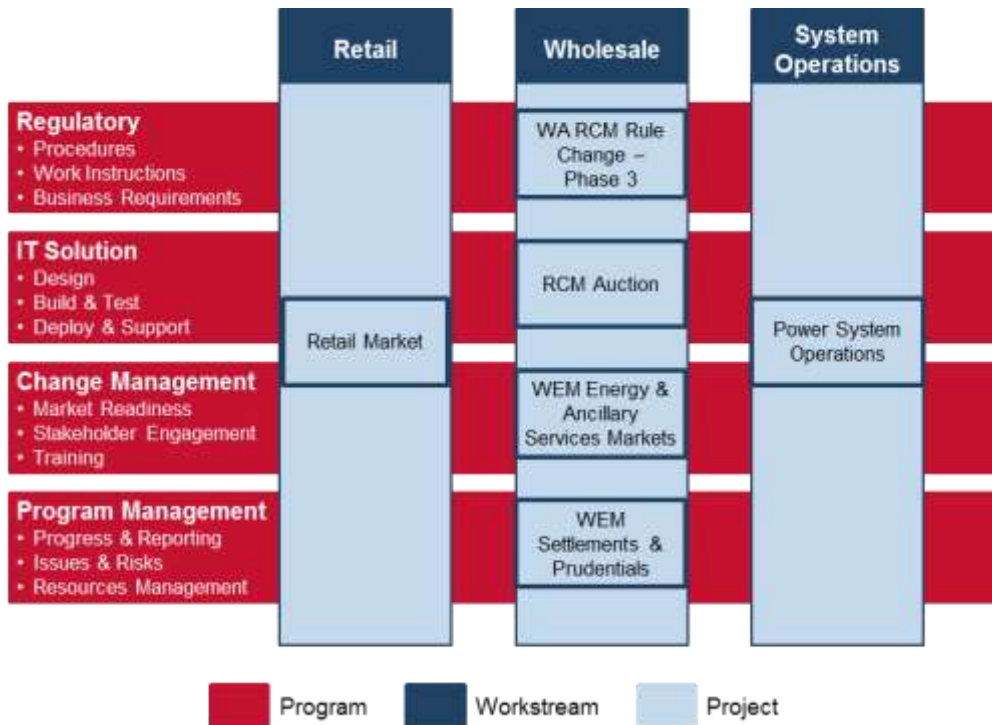 Retail
Wholesale
System
Operations
Regulatory
• Procedures
• Work Instructions
• Business Requirements
WA RCM Rule
Change –
Phase 3
IT Solution
• Design
• Build & Test
• Deploy & Support
RCM Auction
Retail Market
Power System
Operations
Change Management
• Market Readiness
• Stakeholder Engagement
• Training
WEM Energy &
Ancillary
Services Markets
Program Management
• Progress & Reporting
• Issues & Risks
• Resources Management
WEM
Settlements &
Prudentials
Program
Workstream
Project